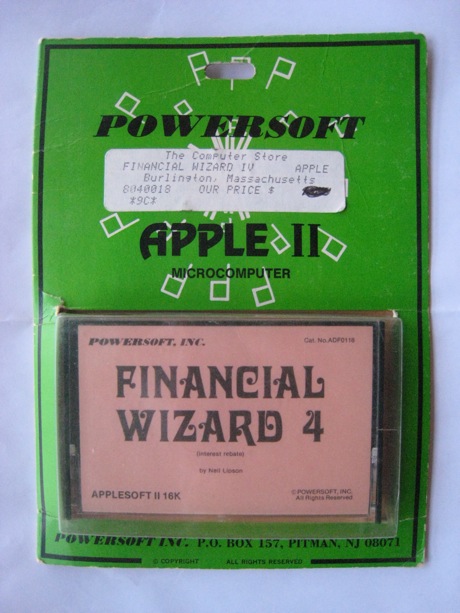 POWERSOFT
The Computer Store
FINANCIAL WIZARD IV APPLE
Burlington, Massachusetts
8040018 OUR PRICE $
*9C*
APPLE II
MICROCOMPUTER
POWERSOFT, INC. Cat. No. ADF0118
FINANCIAL
WIZARD 4
(interest rebate)
by Neil Lipson
APPLESOFT II 16K © POWERSOFT, INC.
All Rights Reserved
POWERSOFT INC. P.O. BOX 157, PITMAN, NJ 08071
© COPYRIGHT ALL RIGHTS RESERVED